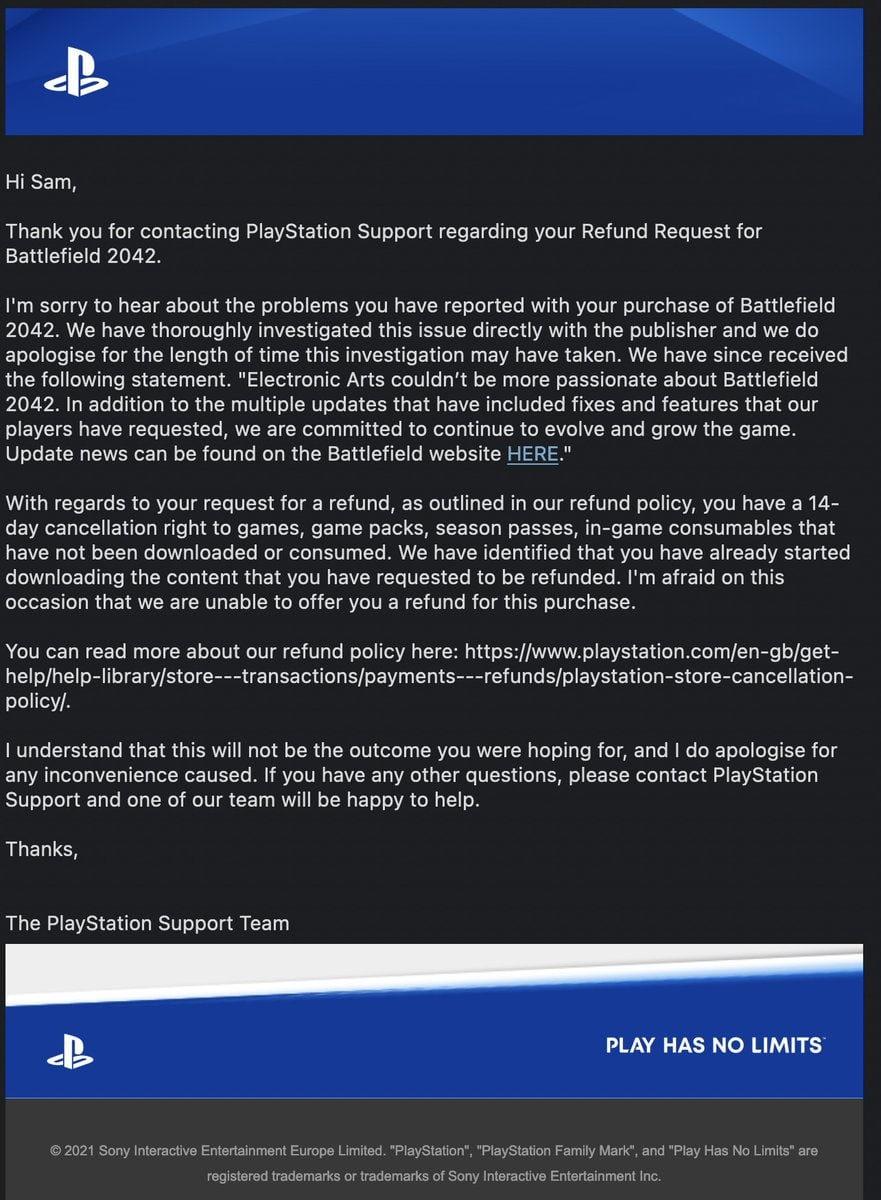 Hi Sam,
Thank you for contacting PlayStation Support regarding your Refund Request for
Battlefield 2042.
I'm sorry to hear about the problems you have reported with your purchase of Battlefield
2042. We have thoroughly investigated this issue directly with the publisher and we do
apologise for the length of time this investigation may have taken. We have since received
the following statement. "Electronic Arts couldn’t be more passionate about Battlefield
2042. In addition to the multiple updates that have included fixes and features that our
players have requested, we are committed to continue to evolve and grow the game.
Update news can be found on the Battlefield website HERE."
With regards to your request for a refund, as outlined in our refund policy, you have a 14-
day cancellation right to games, game packs, season passes, in-game consumables that
have not been downloaded or consumed. We have identified that you have already started
downloading the content that you have requested to be refunded. I'm afraid on this
occasion that we are unable to offer you a refund for this purchase.
You can read more about our refund policy here: https://www.playstation.com/en-gb/get-
help/help-library/store---transactions/payments---refunds/playstation-store-cancellation-
policy/.
I understand that this will not be the outcome you were hoping for, and I do apologise for
any inconvenience caused. If you have any other questions, please contact PlayStation
Support and one of our team will be happy to help.
Thanks,
The PlayStation Support Team
PLAY HAS NO LIMITS™
© 2021 Sony Interactive Entertainment Europe Limited. "PlayStation", "PlayStation Family Mark", and "Play Has No Limits" are
registered trademarks or trademarks of Sony Interactive Entertainment Inc.